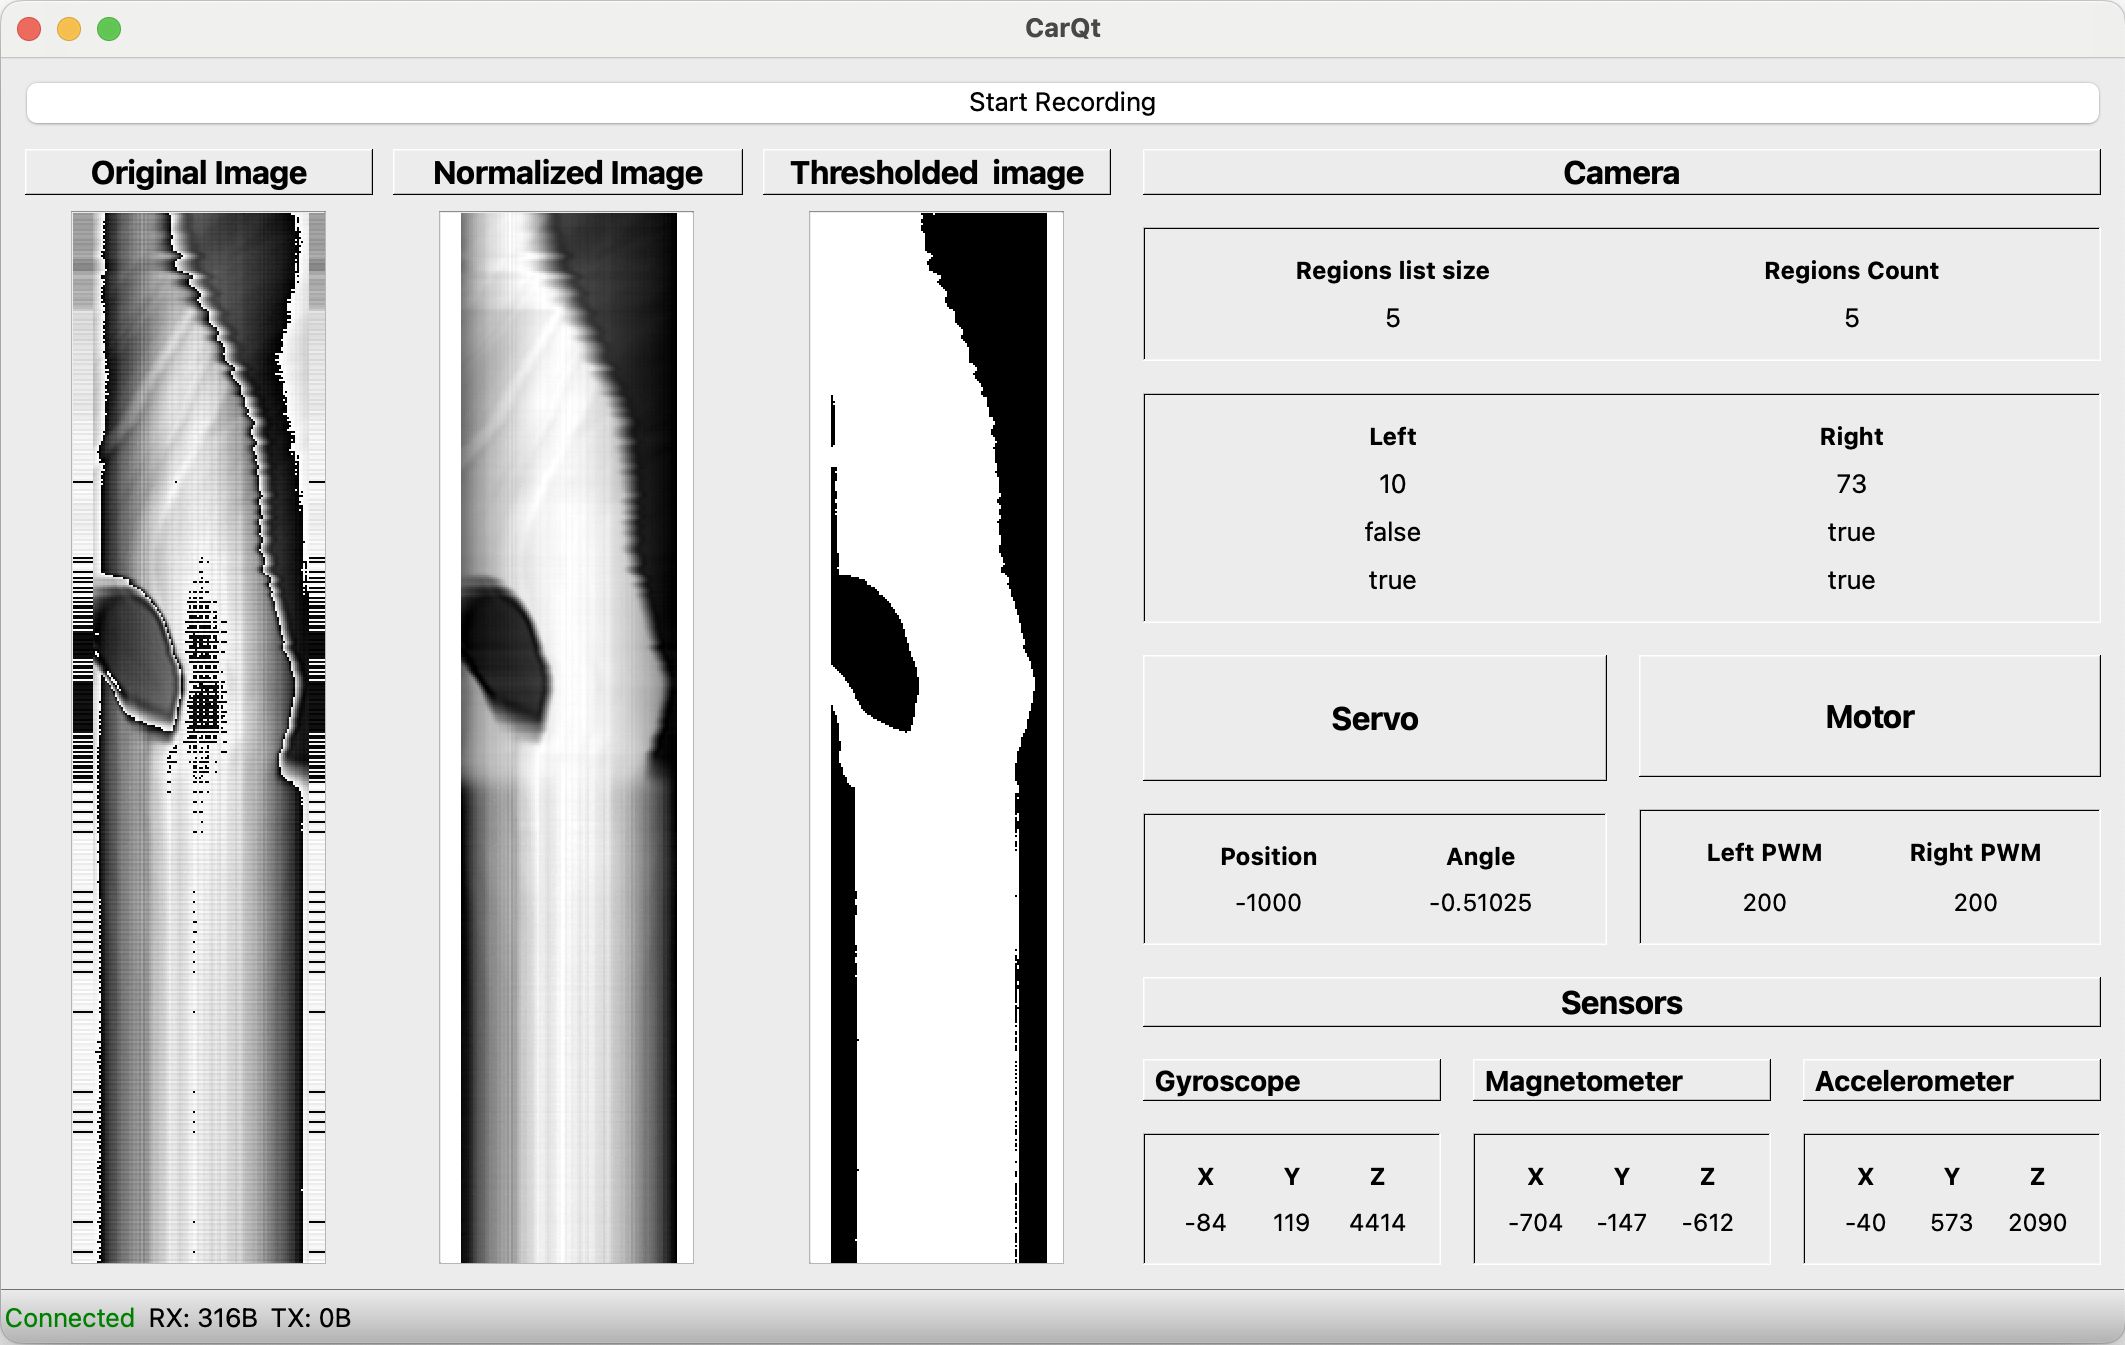 CarQt
Start Recording
Original Image
Normalized Image
Thresholded image
Camera
Regions list size Regions Count
5 5
Left Right
10 73
false true
true true
Servo Motor
Position Angle
-1000 -0.51025
Left PWM Right PWM
200 200
Sensors
Gyroscope Magnetometer Accelerometer
X Y Z X Y Z X Y Z
-84 119 4414 -704 -147 -612 -40 573 2090
Connected RX: 316B TX: 0B